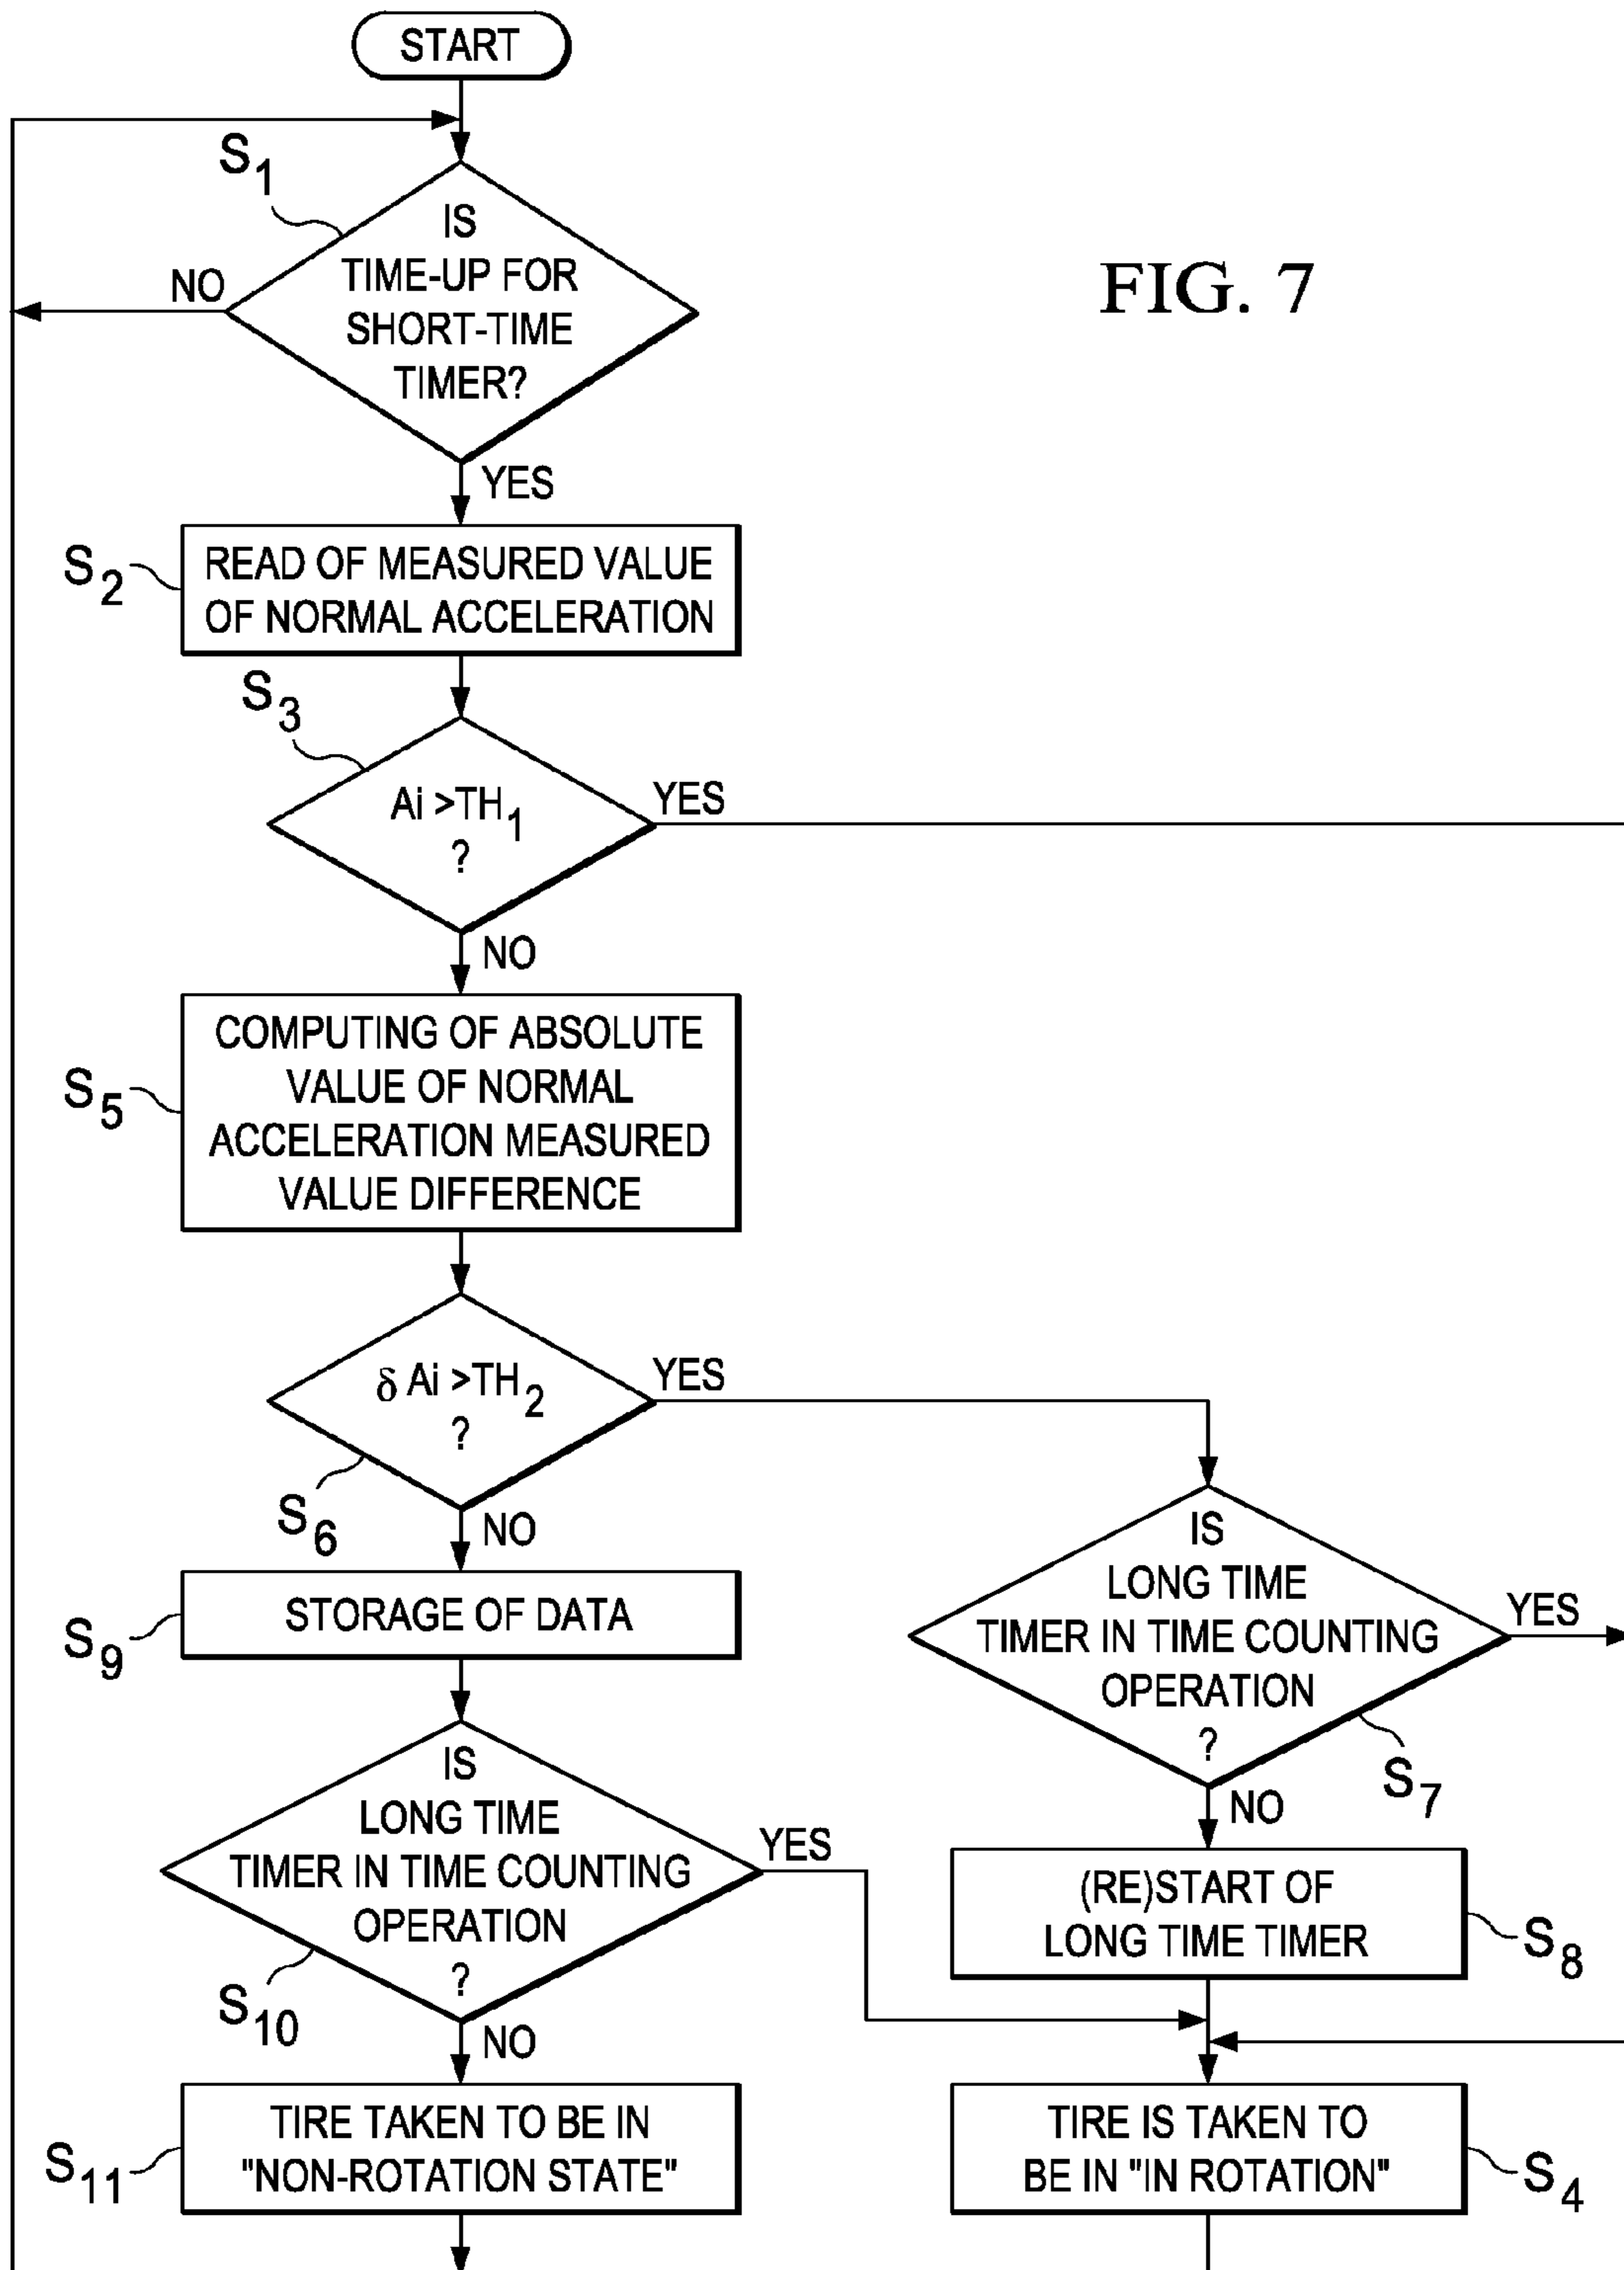 START
S1
IS
TIME-UP FOR
SHORT-TIME
TIMER?
NO
YES
FIG. 7
S2
READ OF MEASURED VALUE
OF NORMAL ACCELERATION
S3
Ai >TH1
?
YES
NO
S5
COMPUTING OF ABSOLUTE
VALUE OF NORMAL
ACCELERATION MEASURED
VALUE DIFFERENCE
δ Ai >TH2
?
YES
S6
NO
IS
LONG TIME
TIMER IN TIME COUNTING
OPERATION
?
YES
S7
NO
S9
STORAGE OF DATA
IS
LONG TIME
TIMER IN TIME COUNTING
OPERATION
?
YES
S10
NO
(RE)START OF
LONG TIME TIMER
S8
S11
TIRE TAKEN TO BE IN
"NON-ROTATION STATE"
TIRE IS TAKEN TO
BE IN "IN ROTATION"
S4